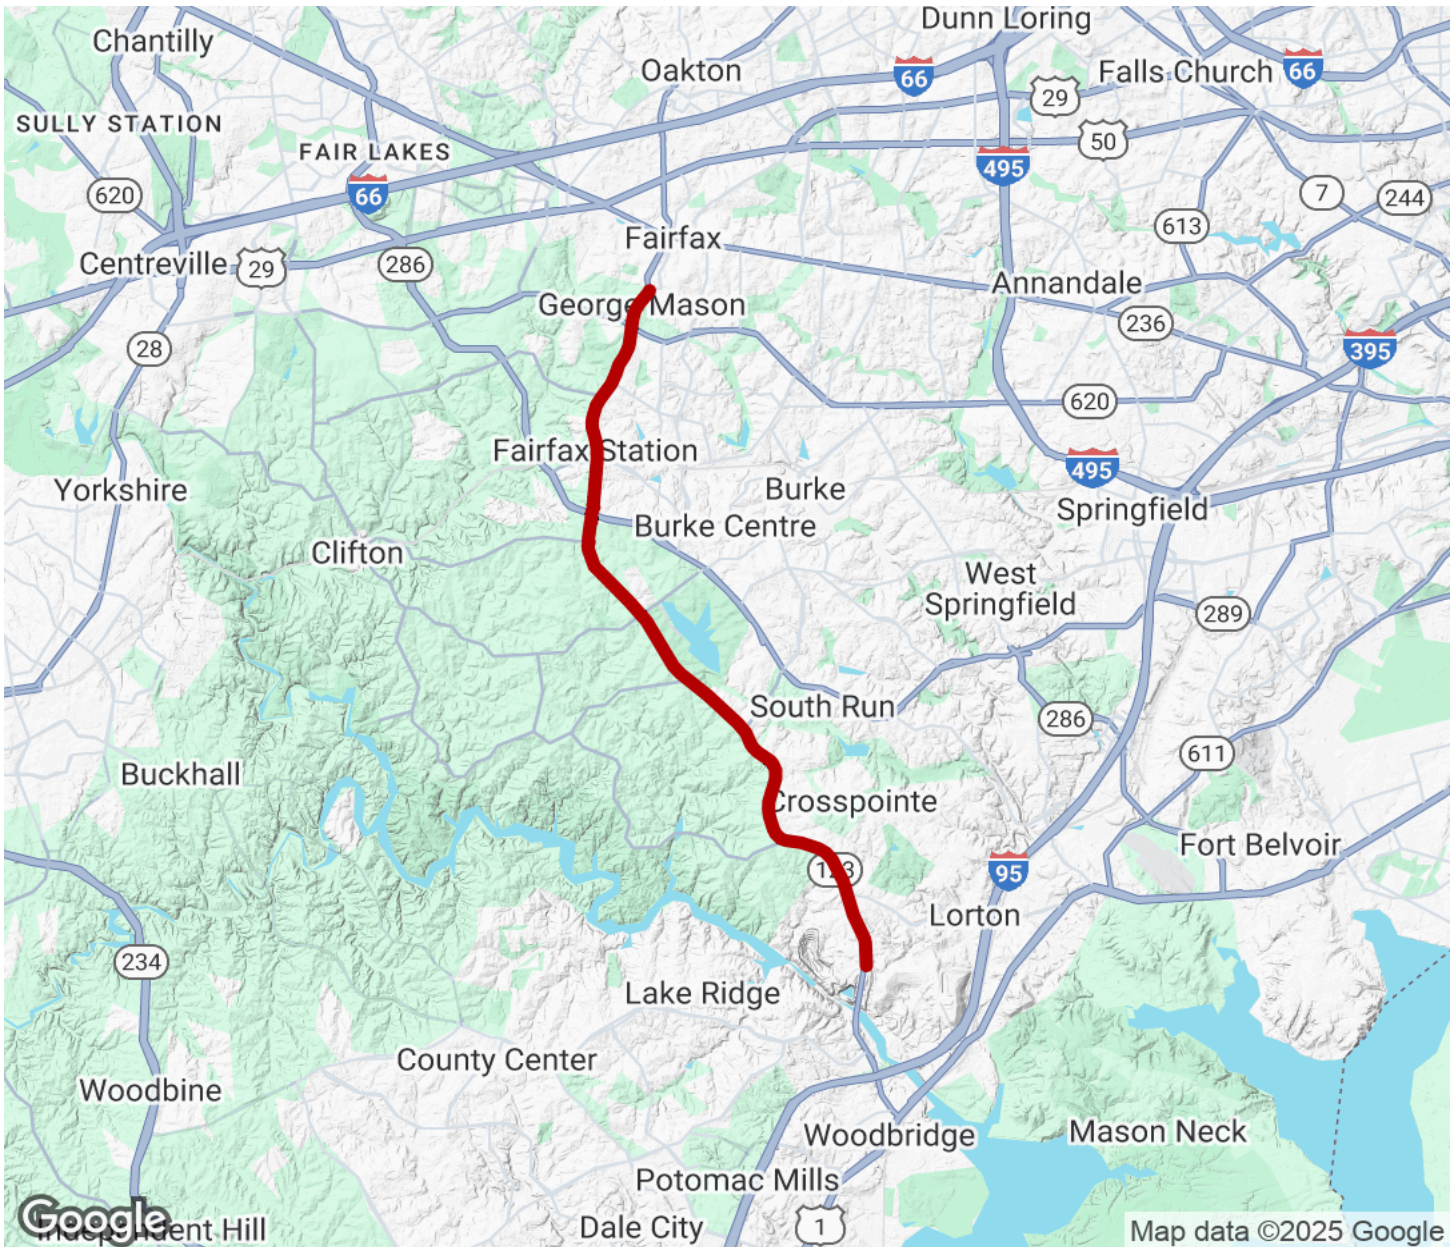 Dunn Loring
Chantilly
Oakton
66
Falls Church
66
29
SULLY STATION
50
FAIR LAKES
495
620
66
7
244
613
Fairfax
Centreville
29
286
Annandale
George Mason
236
28
395
620
Fairfax Station
495
Yorkshire
Burke
Springfield
Burke Centre
Clifton
West
Springfield
289
South Run
286
611
Buckhall
Crosspointe
Fort Belvoir
123
95
Lorton
234
Lake Ridge
County Center
Woodbine
Woodbridge
Mason Neck
Potomac Mills
Google
Independent Hill
Dale City
1
Map data ©2025 Google